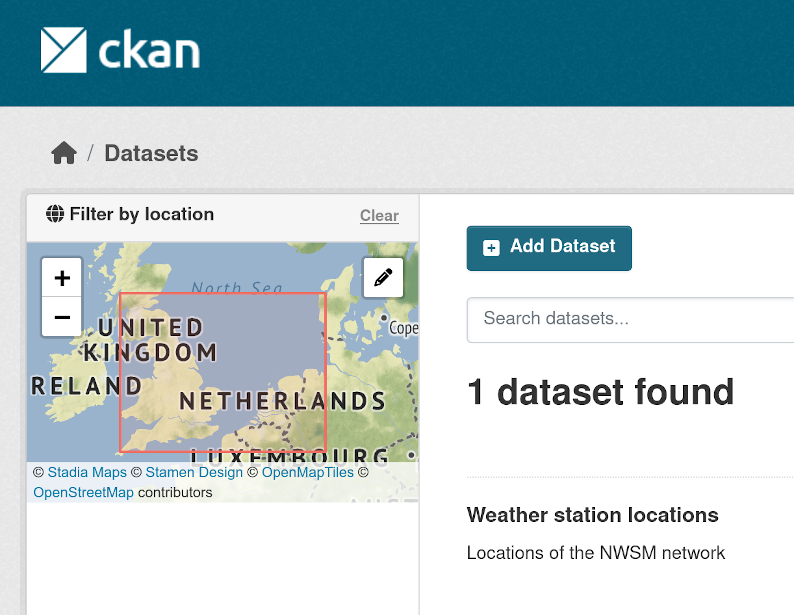 ckan
/ Datasets
Filter by location
Clear
+
−
North Sea
UNITED
KINGDOM
RELAND
NETHERLANDS
LUXEMBOURG
Cope
© Stadia Maps © Stamen Design © OpenMapTiles ©
OpenStreetMap contributors
Add Dataset
Search datasets...
1 dataset found
Weather station locations
Locations of the NWSM network